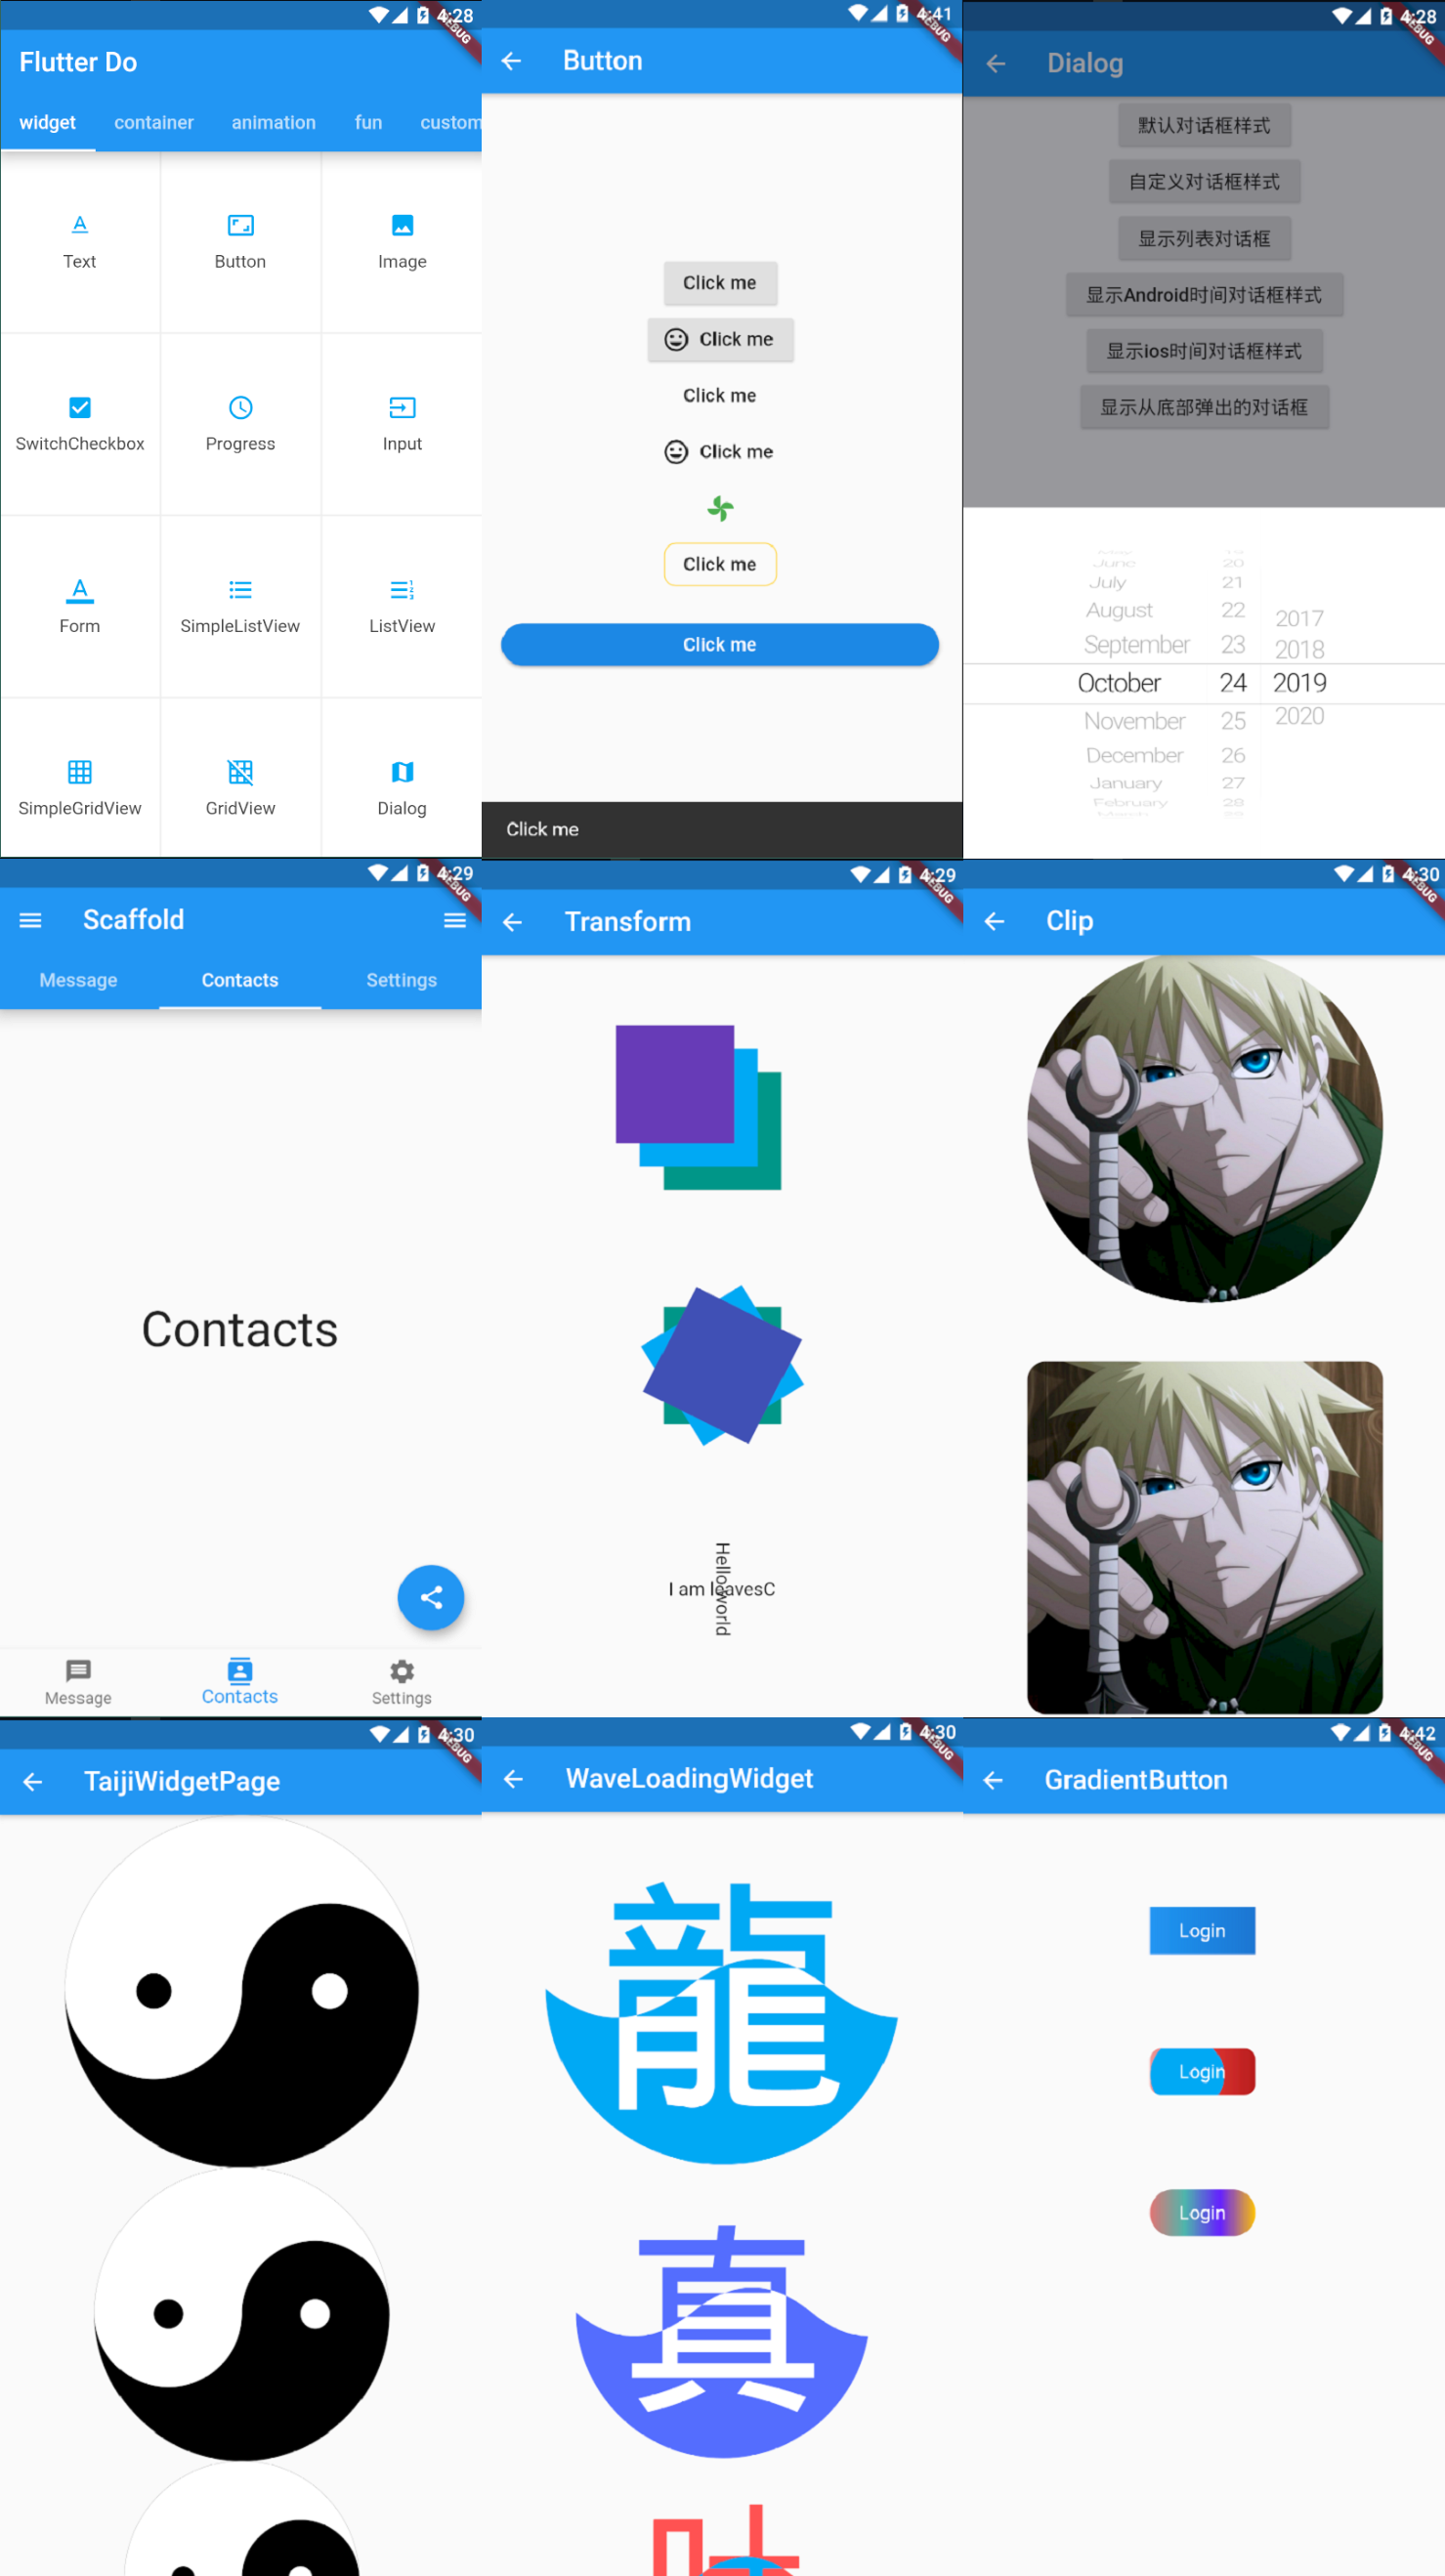 4:28
DEBUG
Flutter Do
widget container animation fun custom
Text Button Image
SwitchCheckbox Progress Input
Form SimpleListView ListView
SimpleGridView GridView Dialog
4:41
DEBUG
Button
Click me
Click me
Click me
Click me
Click me
Click me
Click me
4:28
DEBUG
Dialog
默认对话框样式
自定义对话框样式
显示列表对话框
显示Android时间对话框样式
显示ios时间对话框样式
显示从底部弹出的对话框
June 20
July 21
August 22 2017
September 23 2018
October 24 2019
November 25 2020
December 26
January 27
February 28
4:29
DEBUG
Scaffold
Message Contacts Settings
Contacts
Message Contacts Settings
4:29
DEBUG
Transform
Hello world
I am leavesC
4:30
DEBUG
Clip
4:30
DEBUG
TaijiWidgetPage
4:30
DEBUG
WaveLoadingWidget
龍
真
4:42
DEBUG
GradientButton
Login
Login
Login